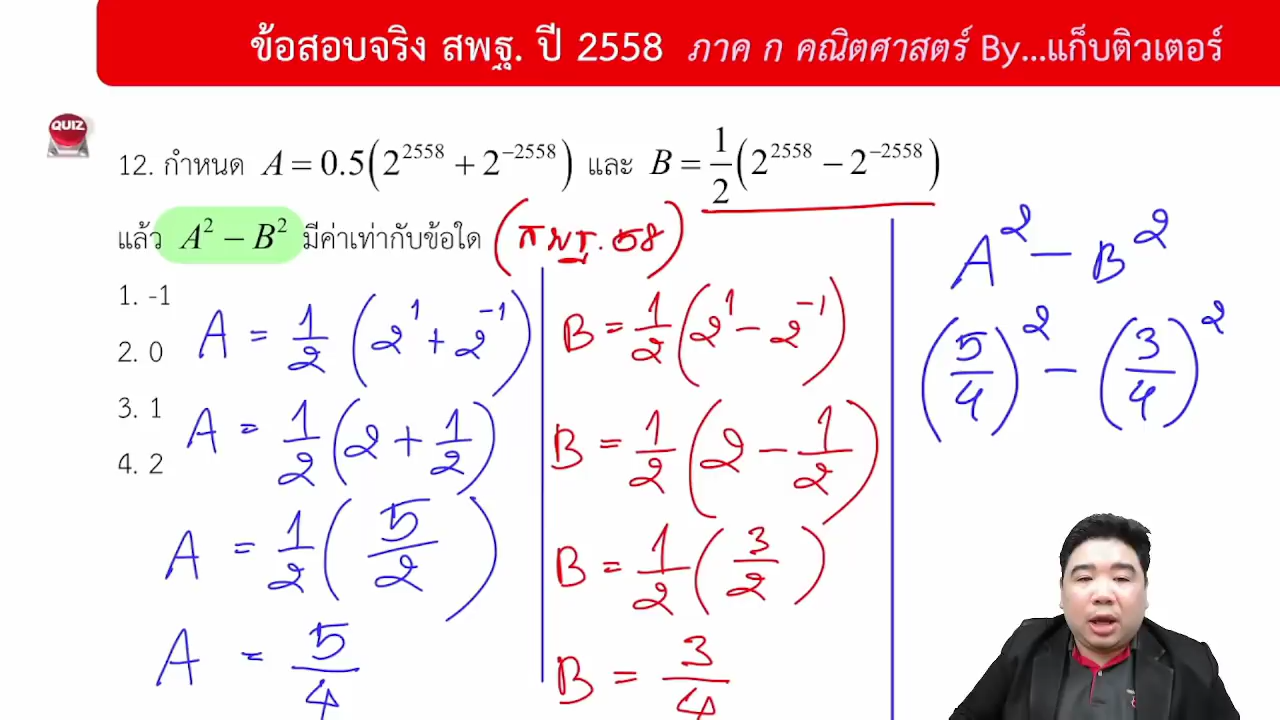 ข้อสอบจริง สพฐ. ปี 2558 ภาค ก คณิตศาสตร์ By...แก็บติวเตอร์
QUIZ
12. กำหนด A = 0.5(2^2558 + 2^-2558) และ B = 1/2(2^2558 − 2^-2558)
แล้ว A² − B² มีค่าเท่ากับข้อใด (สพฐ. 58)
1. -1
2. 0
3. 1
4. 2
A = 1/2 (2^1 + 2^-1)
A = 1/2 (2 + 1/2)
A = 1/2 (5/2)
A = 5/4
B = 1/2 (2^1 − 2^-1)
B = 1/2 (2 − 1/2)
B = 1/2 (3/2)
B = 3/4
A² − B²
(5/4)² − (3/4)²